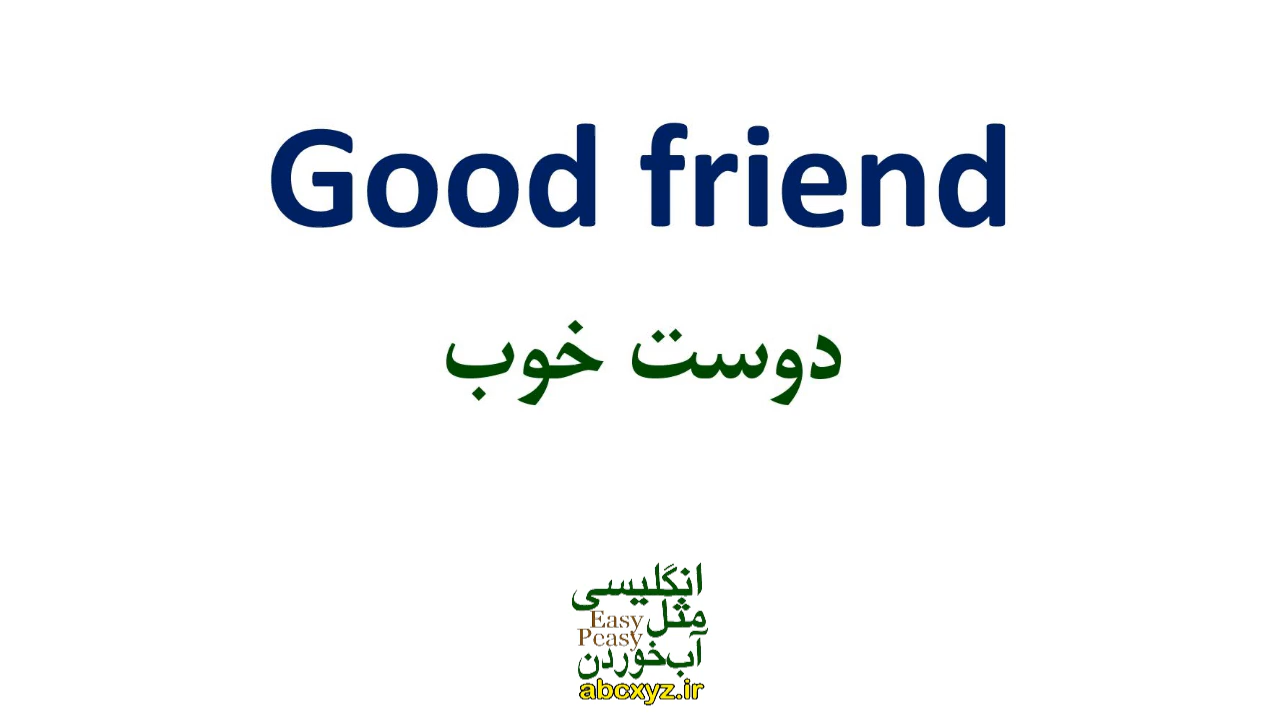 Good friend
دوست خوب
انگلیسی
مثل
Easy
Peasy
آب‌خوردن
abcxyz.ir